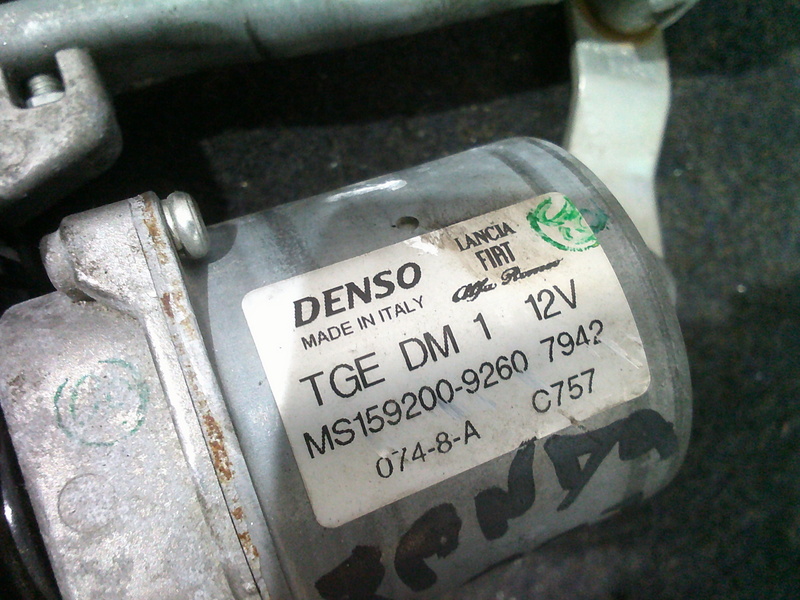 DENSO
MADE IN ITALY
LANCIA
FIAT
Alfa Romeo
TGE DM 1 12V
MS159200-9260 7942
074-8-A C757